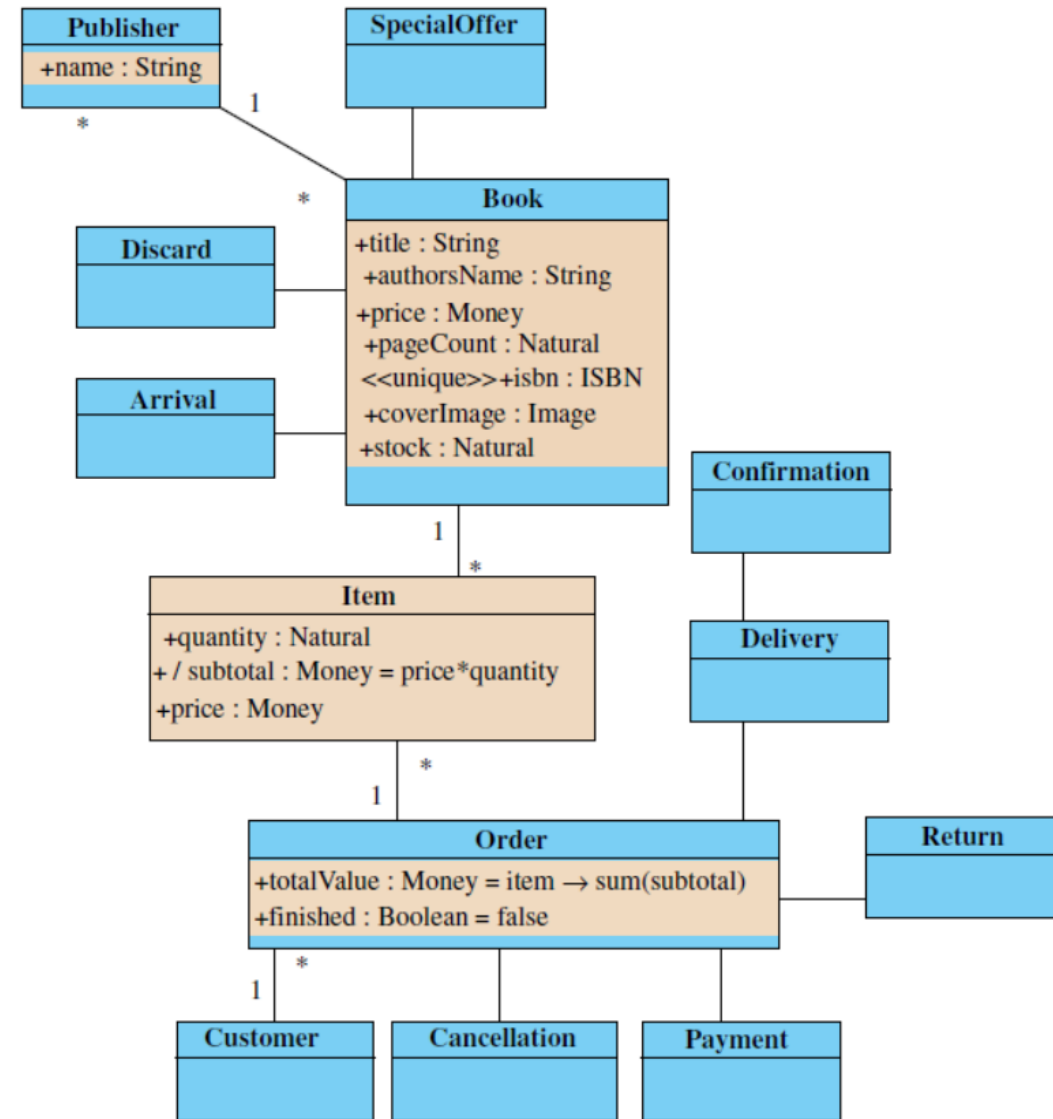 Publisher
+name : String
SpecialOffer
1
*
*
Book
+title : String
+authorsName : String
+price : Money
+pageCount : Natural
<<unique>>+isbn : ISBN
+coverImage : Image
+stock : Natural
Discard
Arrival
1
*
Confirmation
Item
+quantity : Natural
+ / subtotal : Money = price*quantity
+price : Money
Delivery
*
1
Order
+totalValue : Money = item → sum(subtotal)
+finished : Boolean = false
Return
*
1
Customer
Cancellation
Payment